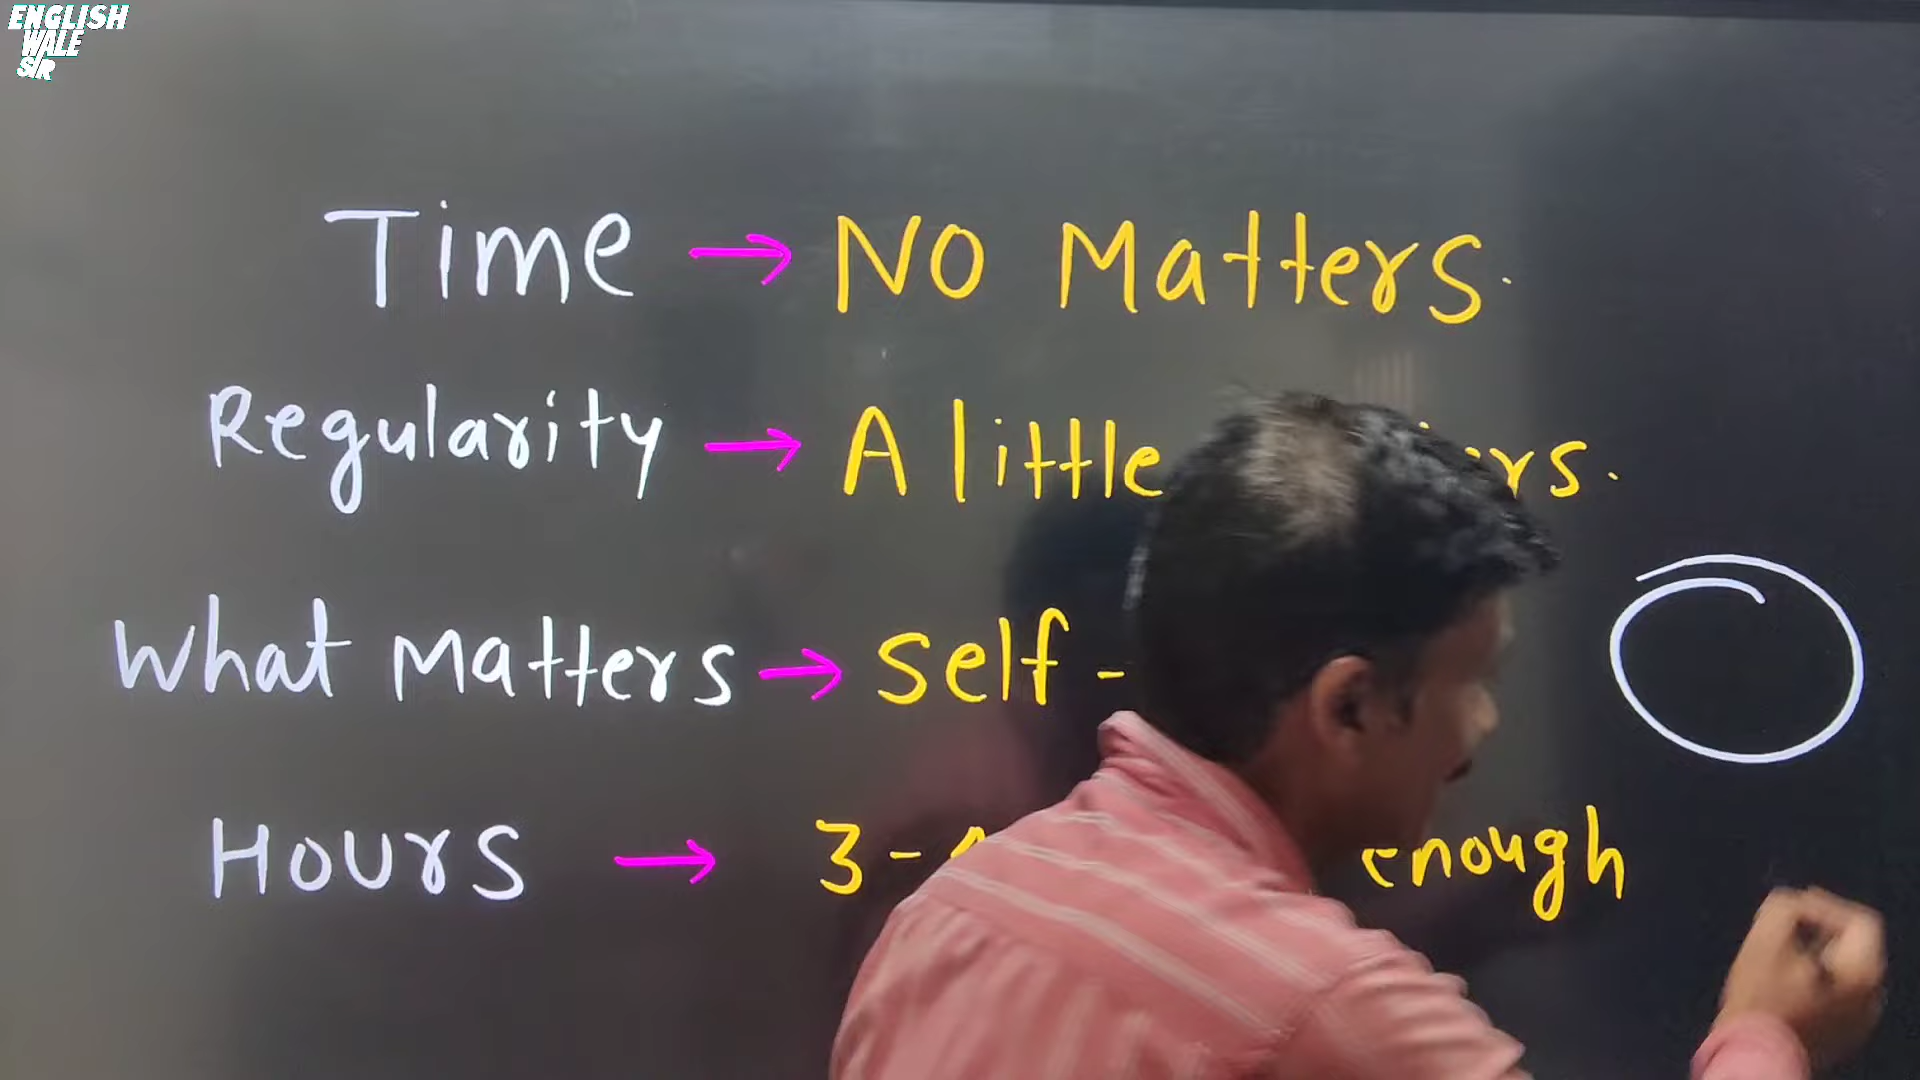 ENGLISH
WALE
SIR
Time → No Matters.
Regularity → A little
What Matters → Self -
Hours → 3 - enough